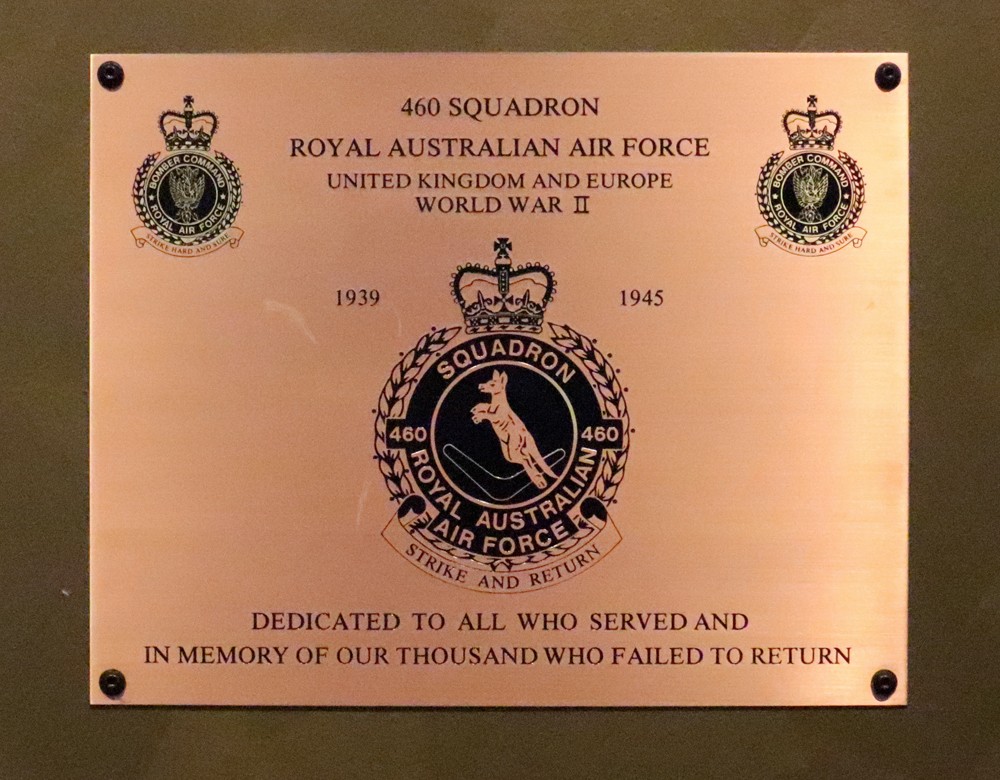 460 SQUADRON
ROYAL AUSTRALIAN AIR FORCE
UNITED KINGDOM AND EUROPE
WORLD WAR II
BOMBER COMMAND
ROYAL AIR FORCE
STRIKE HARD AND SURE
BOMBER COMMAND
ROYAL AIR FORCE
STRIKE HARD AND SURE
1939 1945
SQUADRON
460 460
ROYAL AUSTRALIAN
AIR FORCE
STRIKE AND RETURN
DEDICATED TO ALL WHO SERVED AND
IN MEMORY OF OUR THOUSAND WHO FAILED TO RETURN